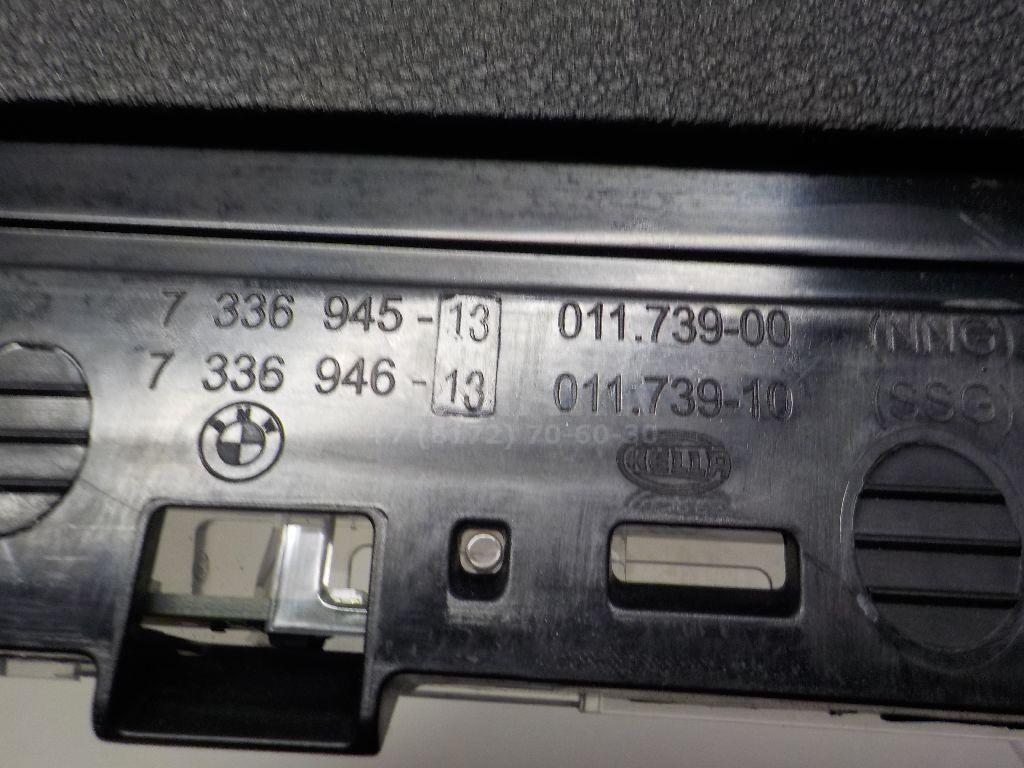 7 336 945-13 011.739-00 (NNG)
7 336 946-13 011.739-10 (SSG)
+7 (8172) 70-60-30
HELLA